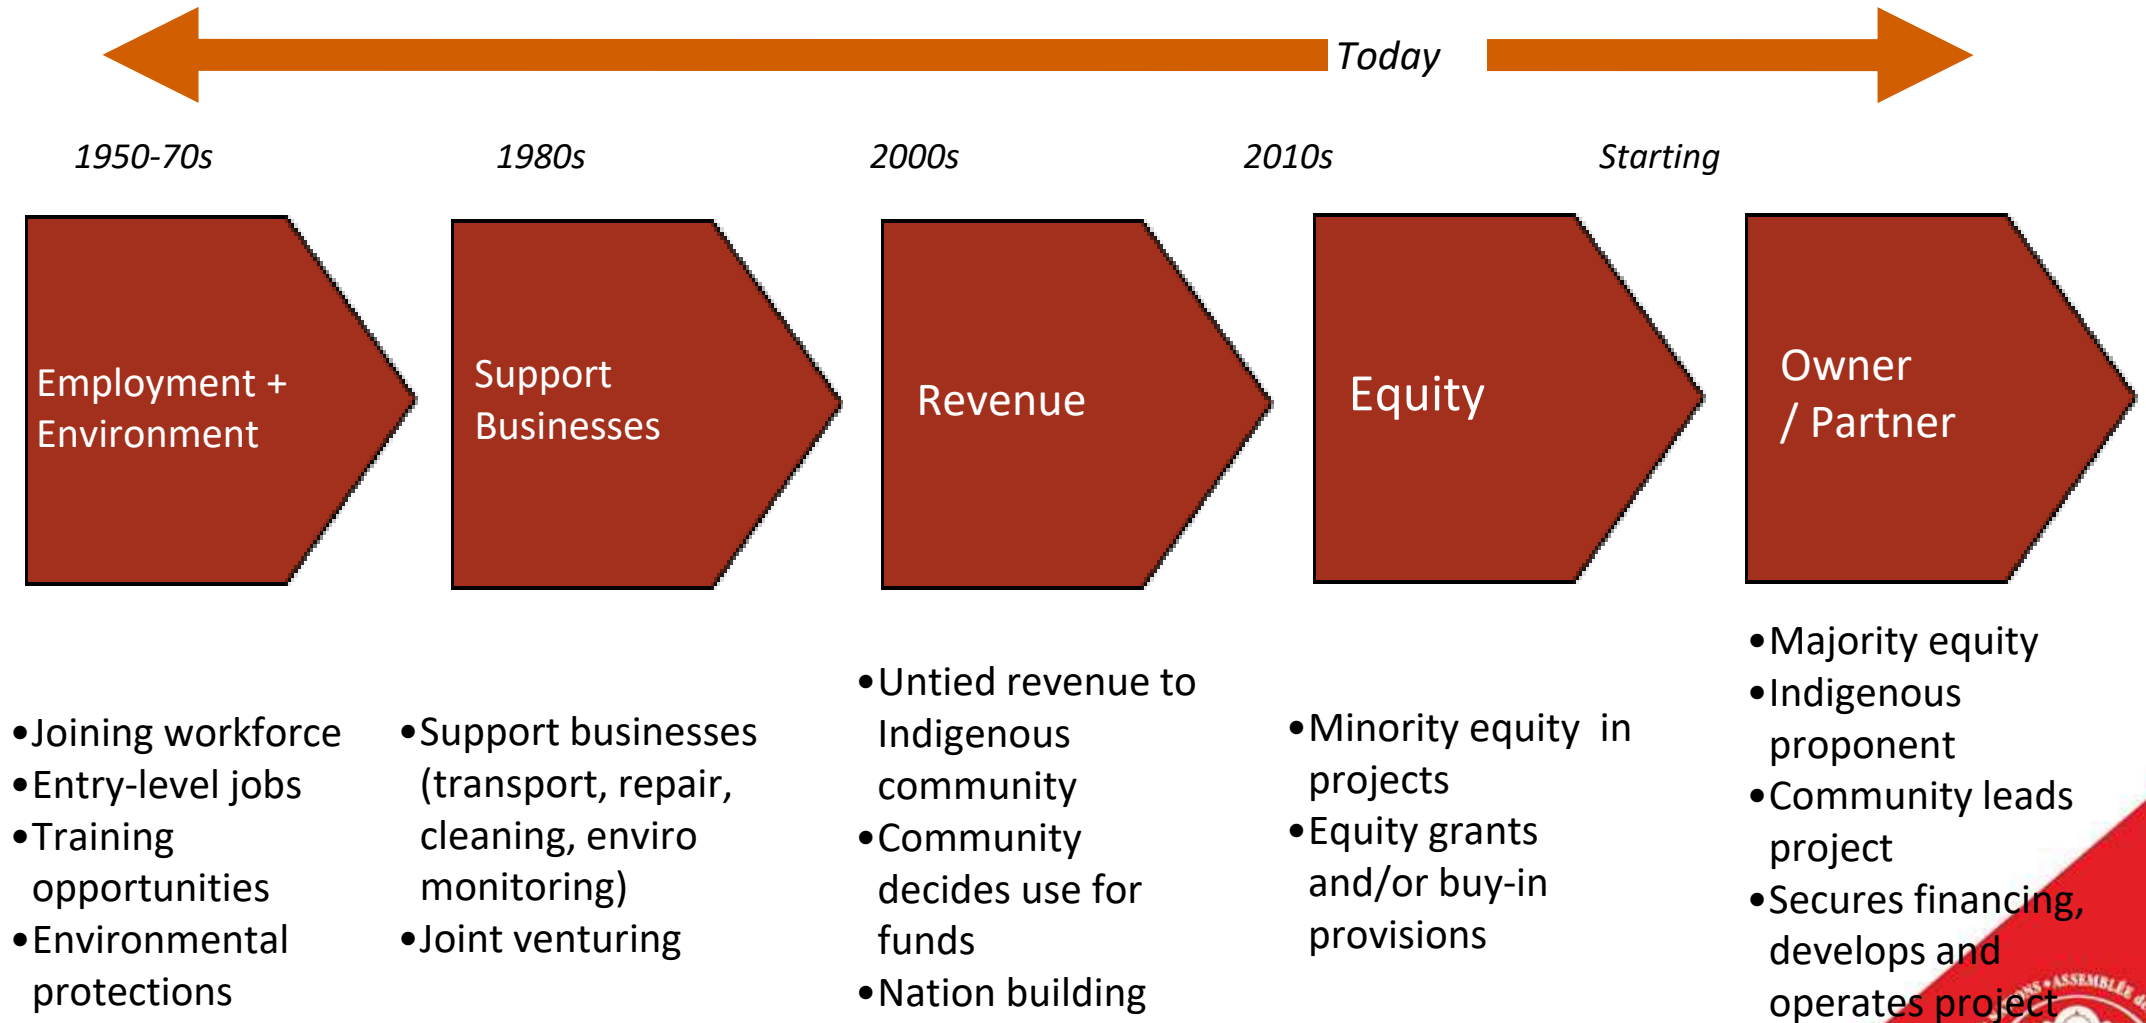 Today
1950-70s
1980s
2000s
2010s
Starting
Employment +
Environment
Support
Businesses
Revenue
Equity
Owner
/ Partner
•Joining workforce
•Entry-level jobs
•Training
opportunities
•Environmental
protections
•Support businesses
(transport, repair,
cleaning, enviro
monitoring)
•Joint venturing
•Untied revenue to
Indigenous
community
•Community
decides use for
funds
•Nation building
•Minority equity in
projects
•Equity grants
and/or buy-in
provisions
•Majority equity
•Indigenous
proponent
•Community leads
project
•Secures financing,
develops and
operates project
•ASSEMBLÉE